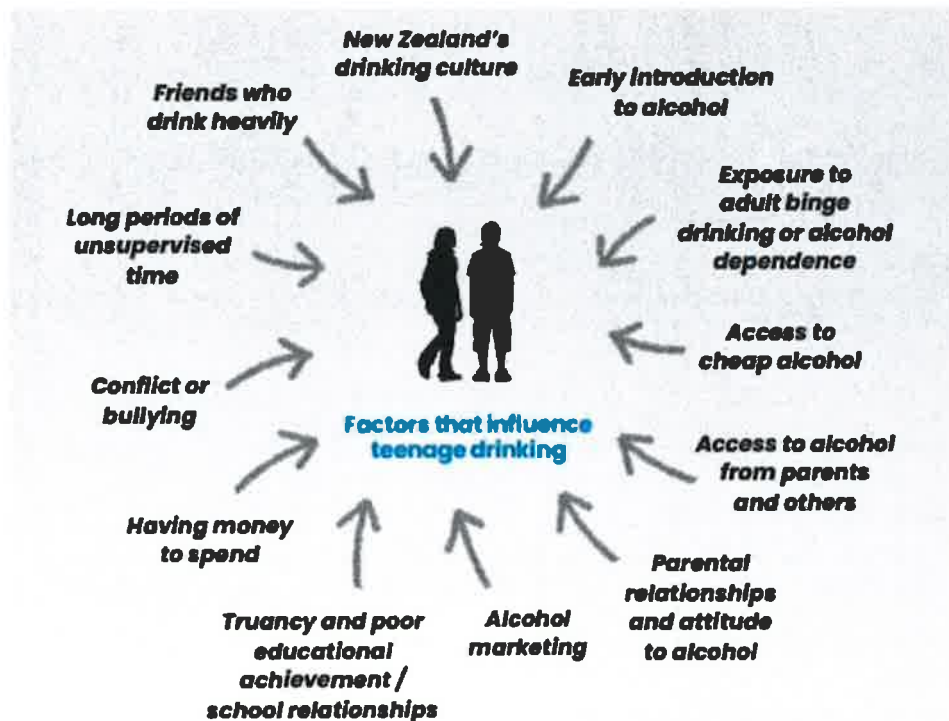 New Zealand's
drinking culture
Early introduction
to alcohol
Exposure to
adult binge
drinking or alcohol
dependence
Access to
cheap alcohol
Access to alcohol
from parents
and others
Parental
relationships
and attitude
to alcohol
Alcohol
marketing
Truancy and poor
educational
achievement /
school relationships
Having money
to spend
Conflict or
bullying
Long periods of
unsupervised
time
Friends who
drink heavily
Factors that influence
teenage drinking